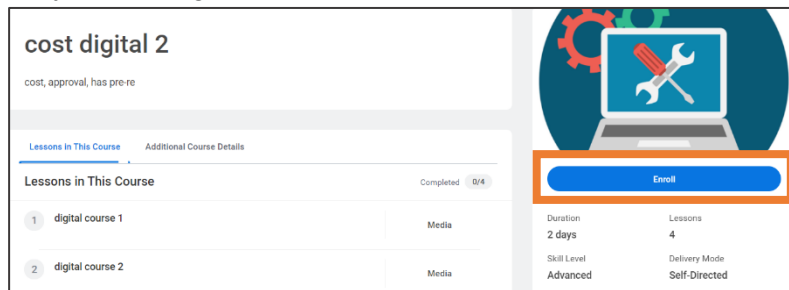 cost digital 2
cost, approval, has pre-re
Lessons in This Course
Additional Course Details
Lessons in This Course
Completed 0/4
1 digital course 1
Media
2 digital course 2
Media
Enroll
Duration
Lessons
2 days
4
Skill Level
Delivery Mode
Advanced
Self-Directed